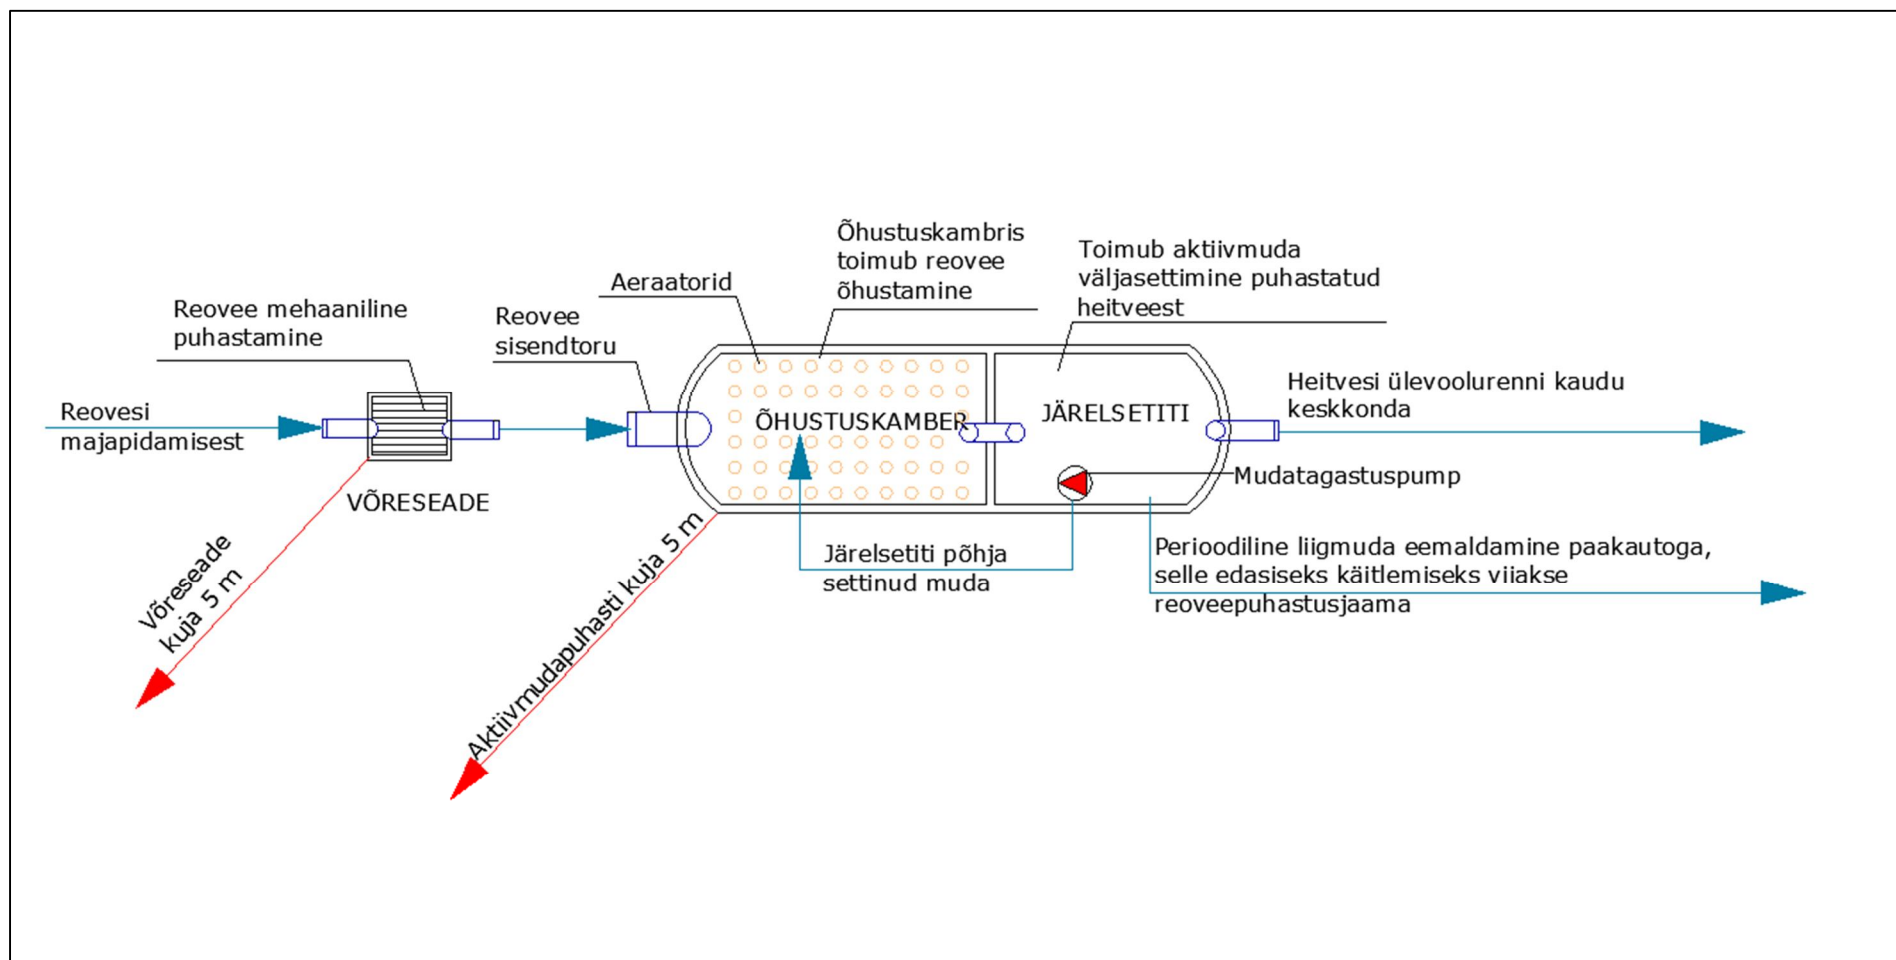 Õhustuskambris
toimub reovee
õhustamine
Toimub aktiivmuda
väljasettimine puhastatud
heitveest
Aeraatorid
Reovee mehaaniline
puhastamine
Reovee
sisendtoru
Heitvesi ülevoolurenni kaudu
keskkonda
Reovesi
majapidamisest
ÕHUSTUSKAMBER
JÄRELSETITI
Mudatagastuspump
VÕRESEADE
Võreseade
kuja 5 m
Aktiivmudapuhasti kuja 5 m
Järelsetiti põhja
settinud muda
Perioodiline liigmuda eemaldamine paakautoga,
selle edasiseks käitlemiseks viiakse
reoveepuhastusjaama